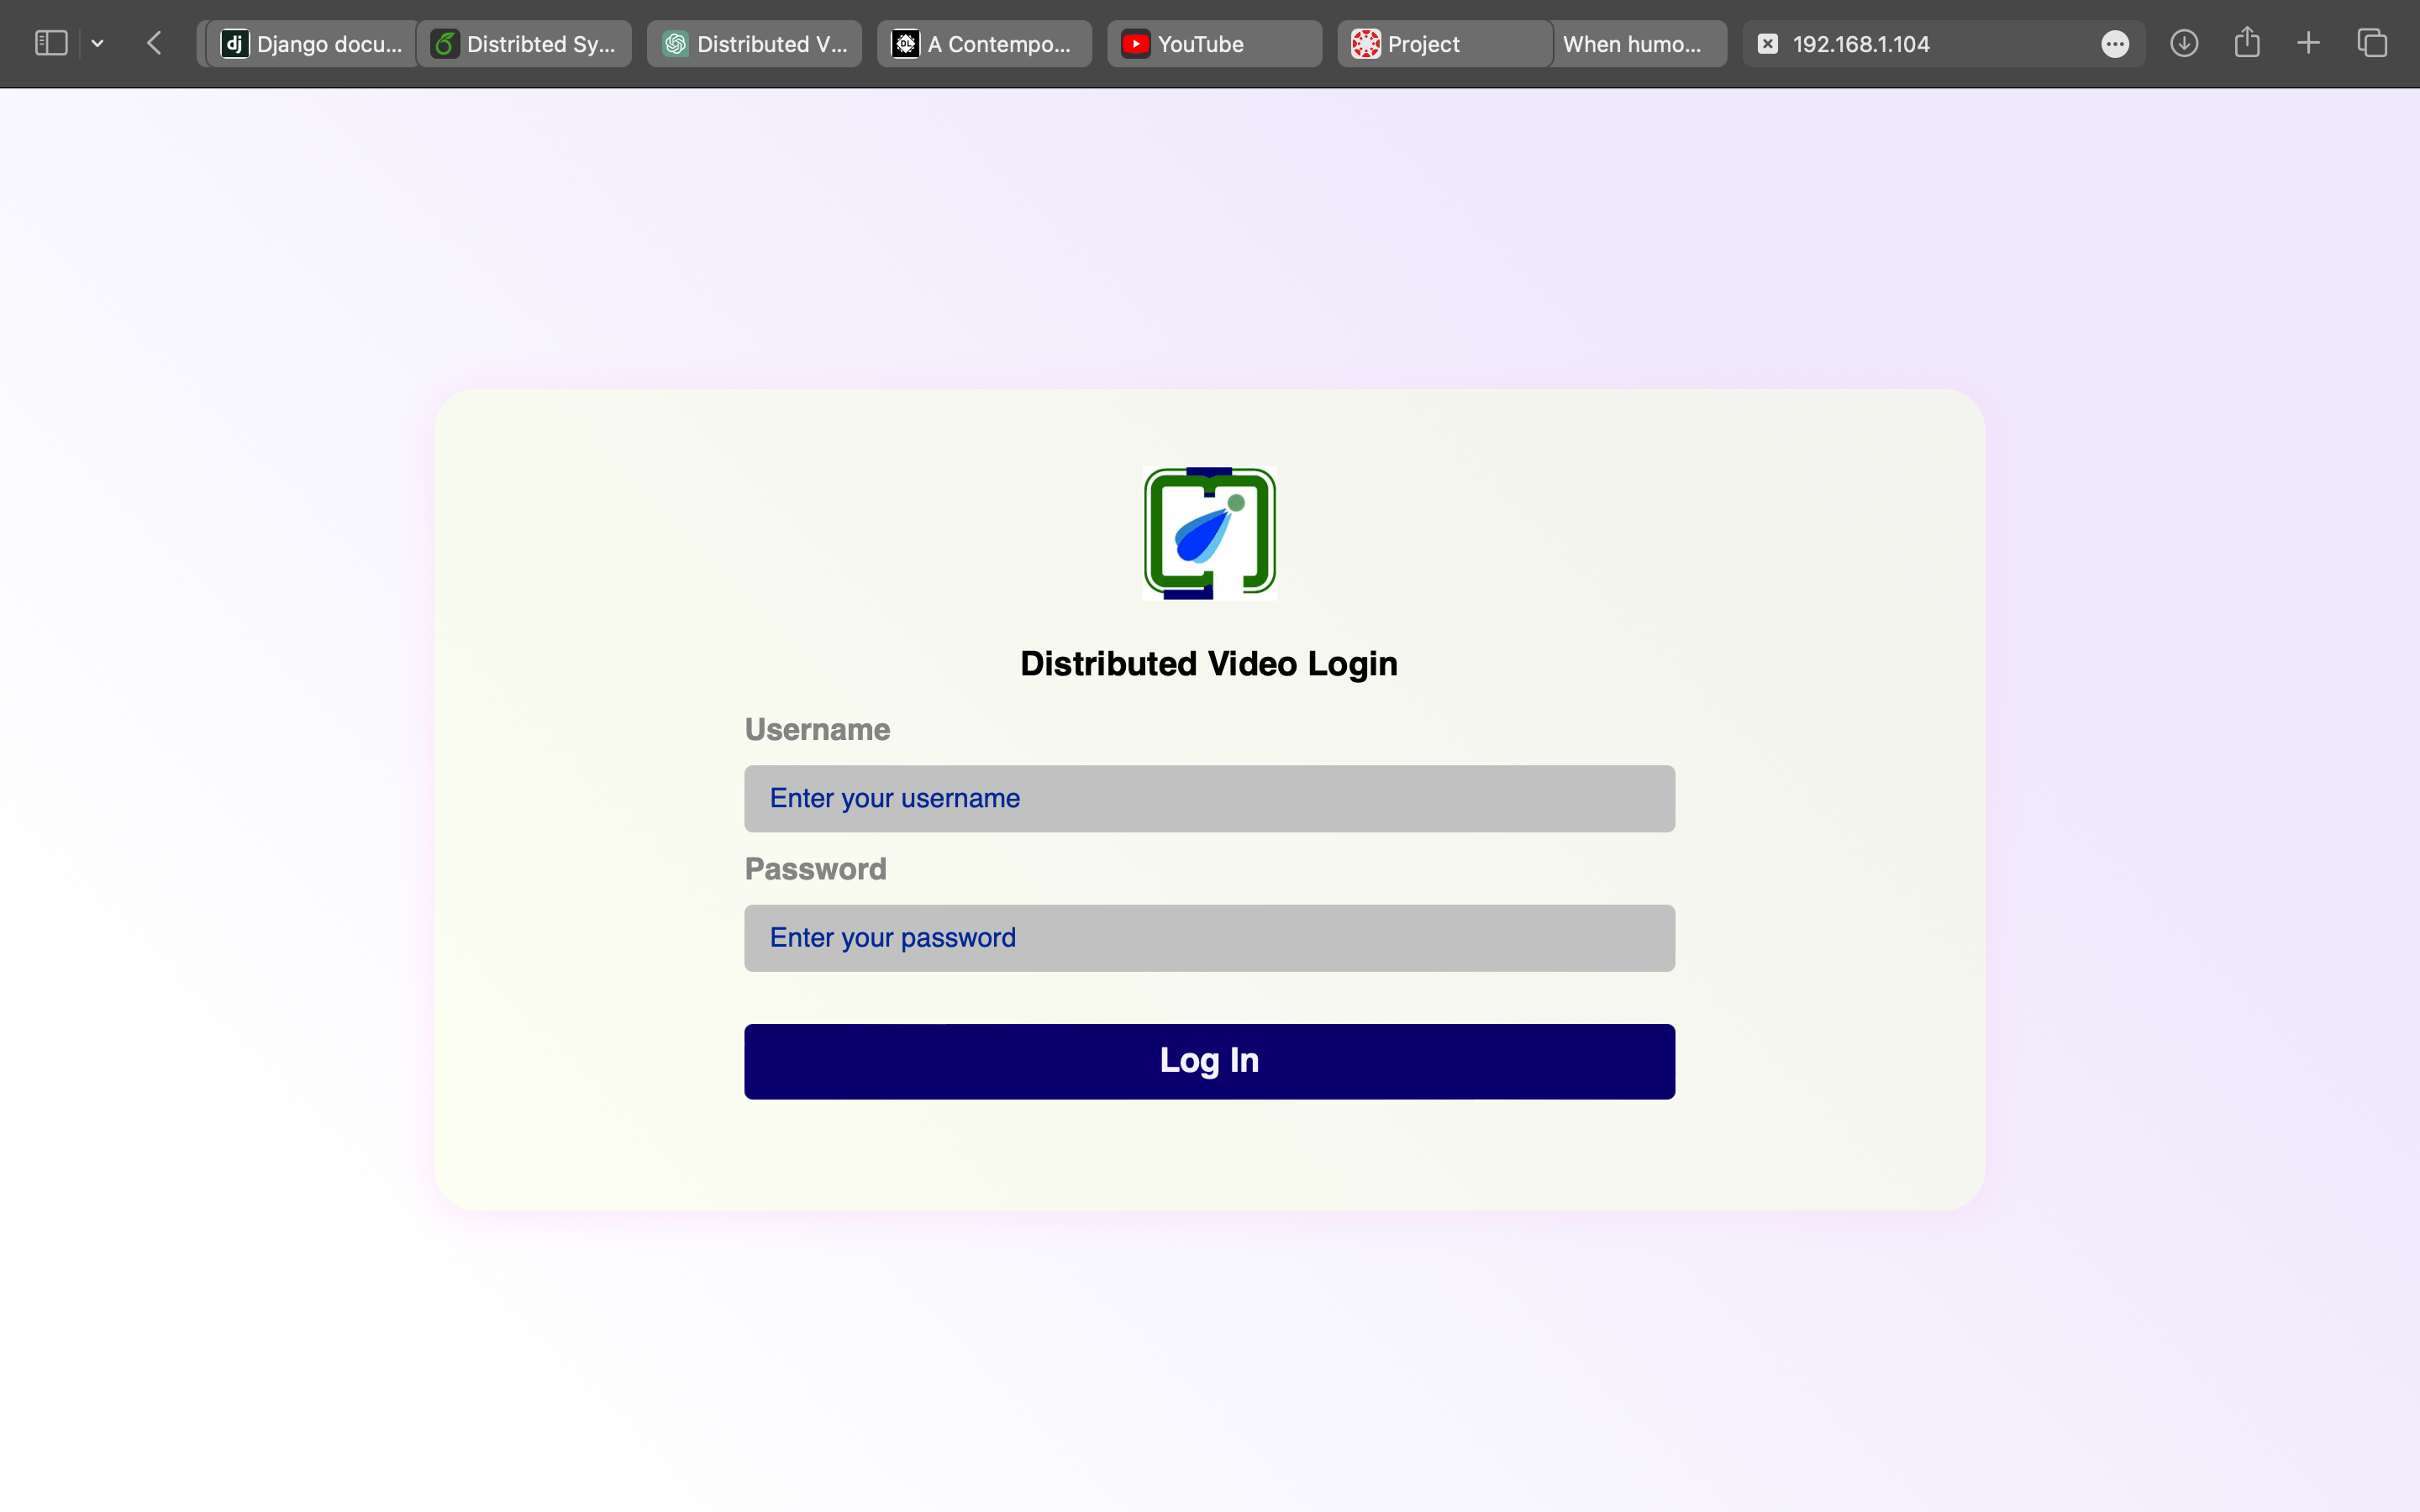 Django docu...
Distribted Sy...
Distributed V...
A Contempo...
YouTube
Project
When humo...
192.168.1.104
Distributed Video Login
Username
Enter your username
Password
Enter your password
Log In